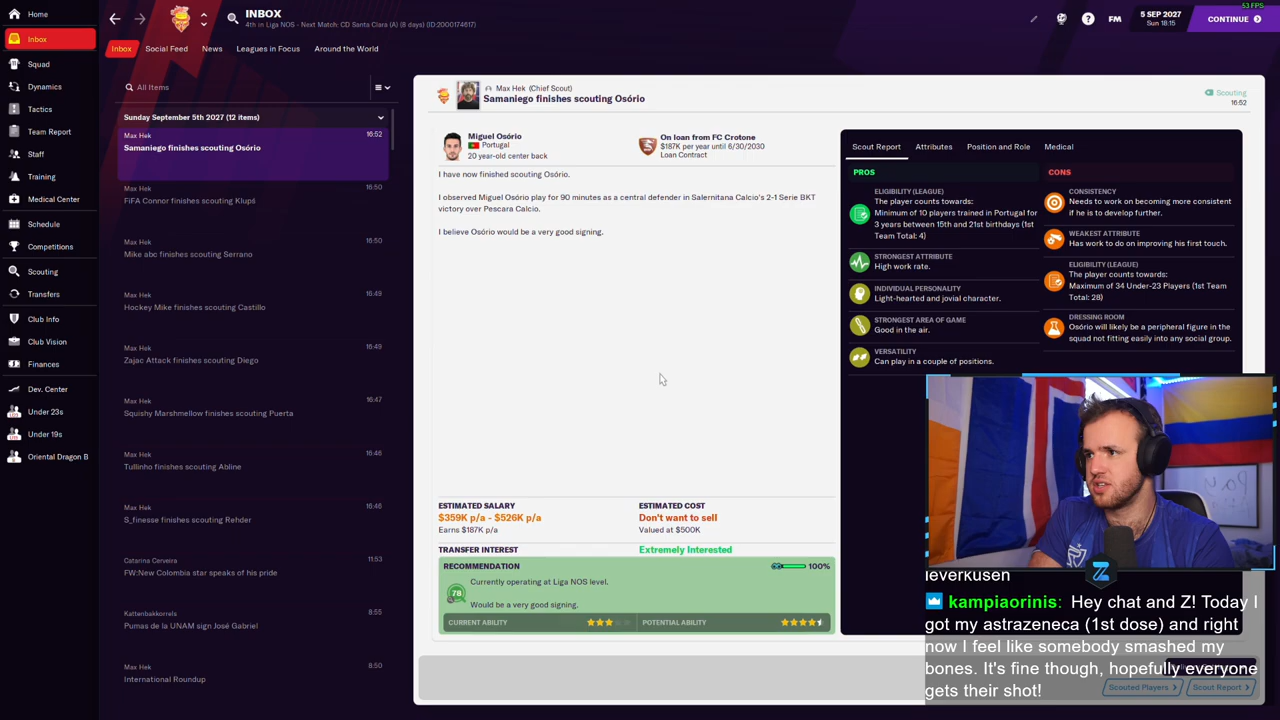 53 FPS
INBOX
4th in Liga NOS - Next Match: CD Santa Clara (A) (8 days) (ID:2000174617)
FM
5 SEP 2027
Sun 18:15
CONTINUE
Home
Inbox
Squad
Dynamics
Tactics
Team Report
Staff
Training
Medical Center
Schedule
Competitions
Scouting
Transfers
Club Info
Club Vision
Finances
Dev. Center
Under 23s
Under 19s
Oriental Dragon B
Inbox
Social Feed
News
Leagues in Focus
Around the World
All Items
Sunday September 5th 2027 (12 items)
Max Hek 16:52
Samaniego finishes scouting Osório
Max Hek 16:50
FiFA Connor finishes scouting Klupé
Max Hek 16:50
Mike abc finishes scouting Serrano
Max Hek 16:49
Hockey Mike finishes scouting Castillo
Max Hek 16:49
Zajac Attack finishes scouting Diego
Max Hek 16:47
Squishy Marshmellow finishes scouting Puerta
Max Hek 16:46
Tullinho finishes scouting Abline
Max Hek 16:46
S_finesse finishes scouting Rehder
Catarina Cerveira 11:53
FW:New Colombia star speaks of his pride
Kattenbakkorrels 8:55
Pumas de la UNAM sign José Gabriel
Max Hek 8:50
International Roundup
Max Hek (Chief Scout)
Samaniego finishes scouting Osório
Scouting
16:52
Miguel Osório
Portugal
20 year-old center back
On loan from FC Crotone
$187K per year until 6/30/2030
Loan Contract
I have now finished scouting Osório.
I observed Miguel Osório play for 90 minutes as a central defender in Salernitana Calcio's 2-1 Serie BKT
victory over Pescara Calcio.
I believe Osório would be a very good signing.
ESTIMATED SALARY
$359K p/a - $526K p/a
Earns $187K p/a
ESTIMATED COST
Don't want to sell
Valued at $500K
TRANSFER INTEREST
Extremely Interested
RECOMMENDATION
100%
78
Currently operating at Liga NOS level.
Would be a very good signing.
CURRENT ABILITY
POTENTIAL ABILITY
Scout Report
Attributes
Position and Role
Medical
PROS
ELIGIBILITY (LEAGUE)
The player counts towards:
Minimum of 10 players trained in Portugal for
3 years between 15th and 21st birthdays (1st
Team Total: 4)
STRONGEST ATTRIBUTE
High work rate.
INDIVIDUAL PERSONALITY
Light-hearted and jovial character.
STRONGEST AREA OF GAME
Good in the air.
VERSATILITY
Can play in a couple of positions.
CONS
CONSISTENCY
Needs to work on becoming more consistent
if he is to develop further.
WEAKEST ATTRIBUTE
Has work to do on improving his first touch.
ELIGIBILITY (LEAGUE)
The player counts towards:
Maximum of 34 Under-23 Players (1st Team
Total: 28)
DRESSING ROOM
Osório will likely be a peripheral figure in the
squad not fitting easily into any social group.
leverkusen
kampiaorinis: Hey chat and Z! Today I
got my astrazeneca (1st dose) and right
now I feel like somebody smashed my
bones. It's fine though, hopefully everyone
gets their shot!
Scouted Players
Scout Report